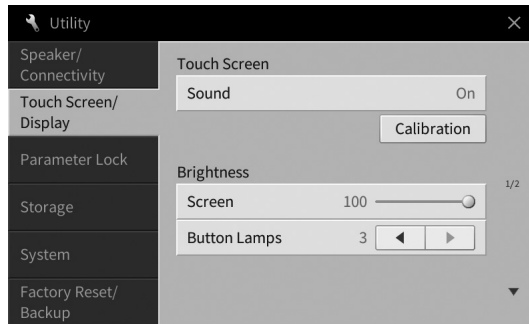 Utility
Speaker/
Connectivity
Touch Screen/
Display
Parameter Lock
Storage
System
Factory Reset/
Backup
Touch Screen
Sound On
Calibration
Brightness
Screen 100
Button Lamps 3
1/2